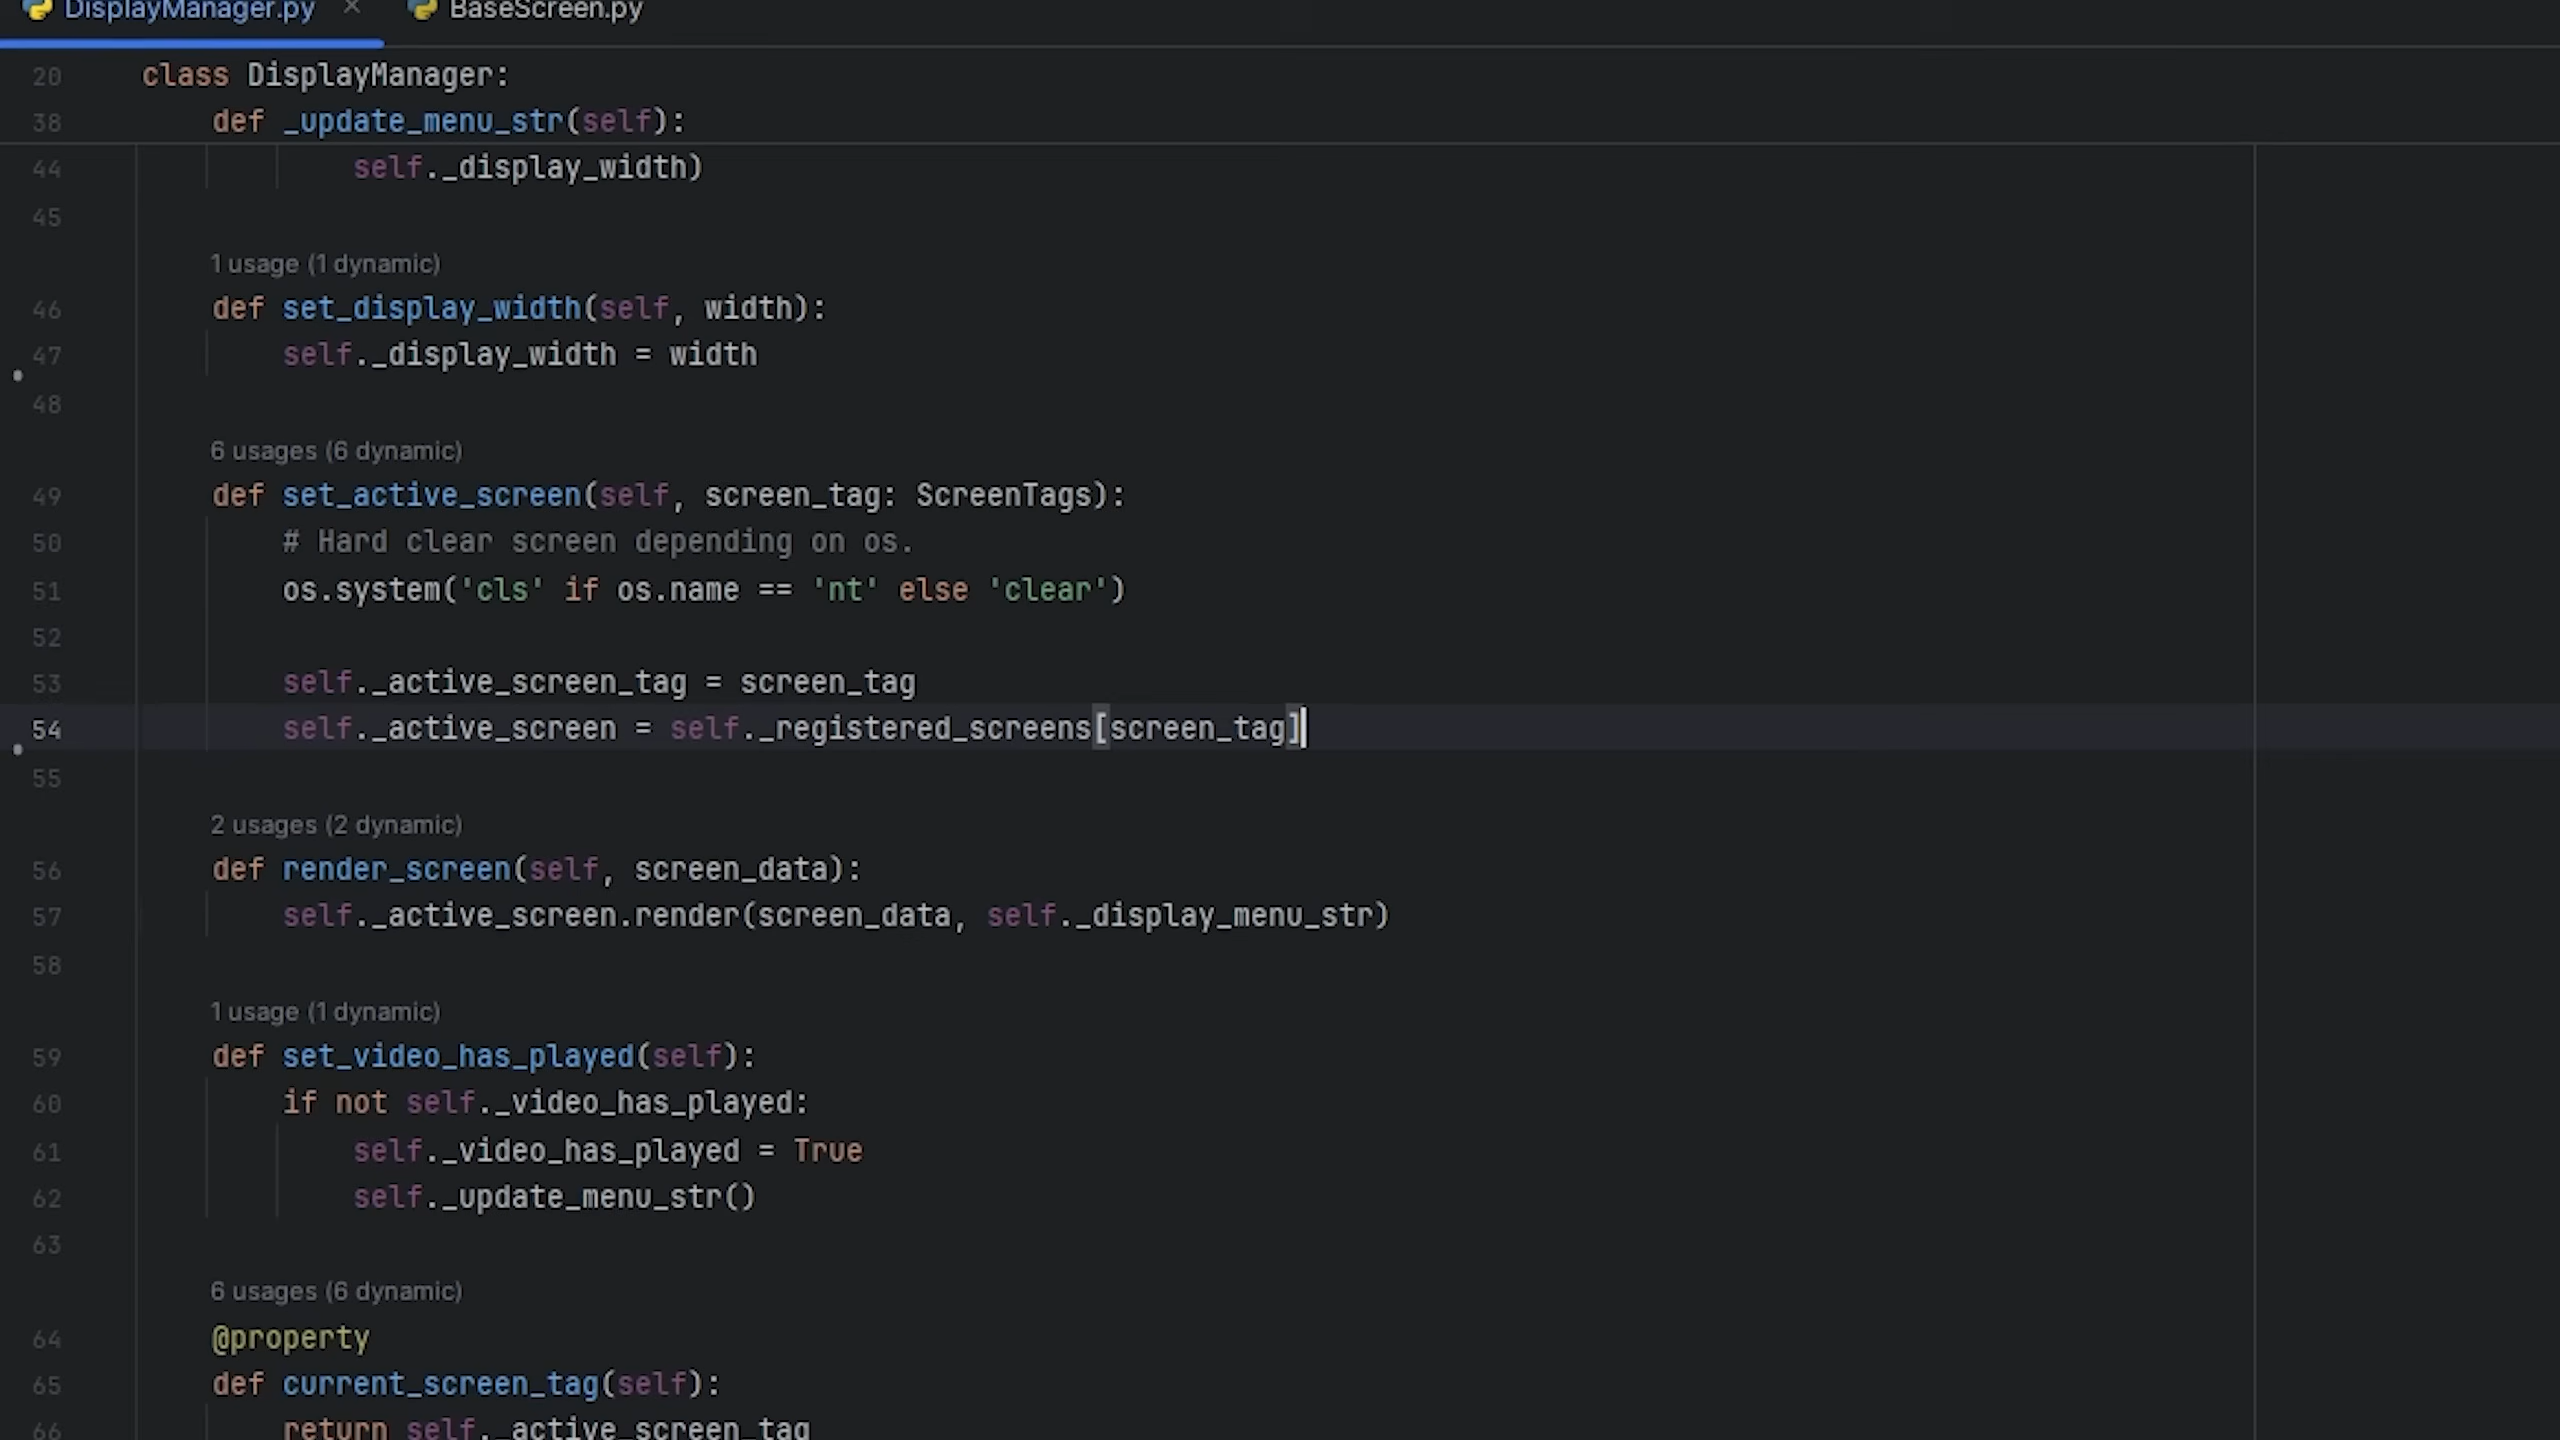 DisplayManager.py × BaseScreen.py
20 class DisplayManager:
38 def _update_menu_str(self):
44 self._display_width)
45
1 usage (1 dynamic)
46 def set_display_width(self, width):
47 self._display_width = width
48
6 usages (6 dynamic)
49 def set_active_screen(self, screen_tag: ScreenTags):
50 # Hard clear screen depending on os.
51 os.system('cls' if os.name == 'nt' else 'clear')
52
53 self._active_screen_tag = screen_tag
54 self._active_screen = self._registered_screens[screen_tag]
55
2 usages (2 dynamic)
56 def render_screen(self, screen_data):
57 self._active_screen.render(screen_data, self._display_menu_str)
58
1 usage (1 dynamic)
59 def set_video_has_played(self):
60 if not self._video_has_played:
61 self._video_has_played = True
62 self._update_menu_str()
63
6 usages (6 dynamic)
64 @property
65 def current_screen_tag(self):
66 return self._active_screen_tag